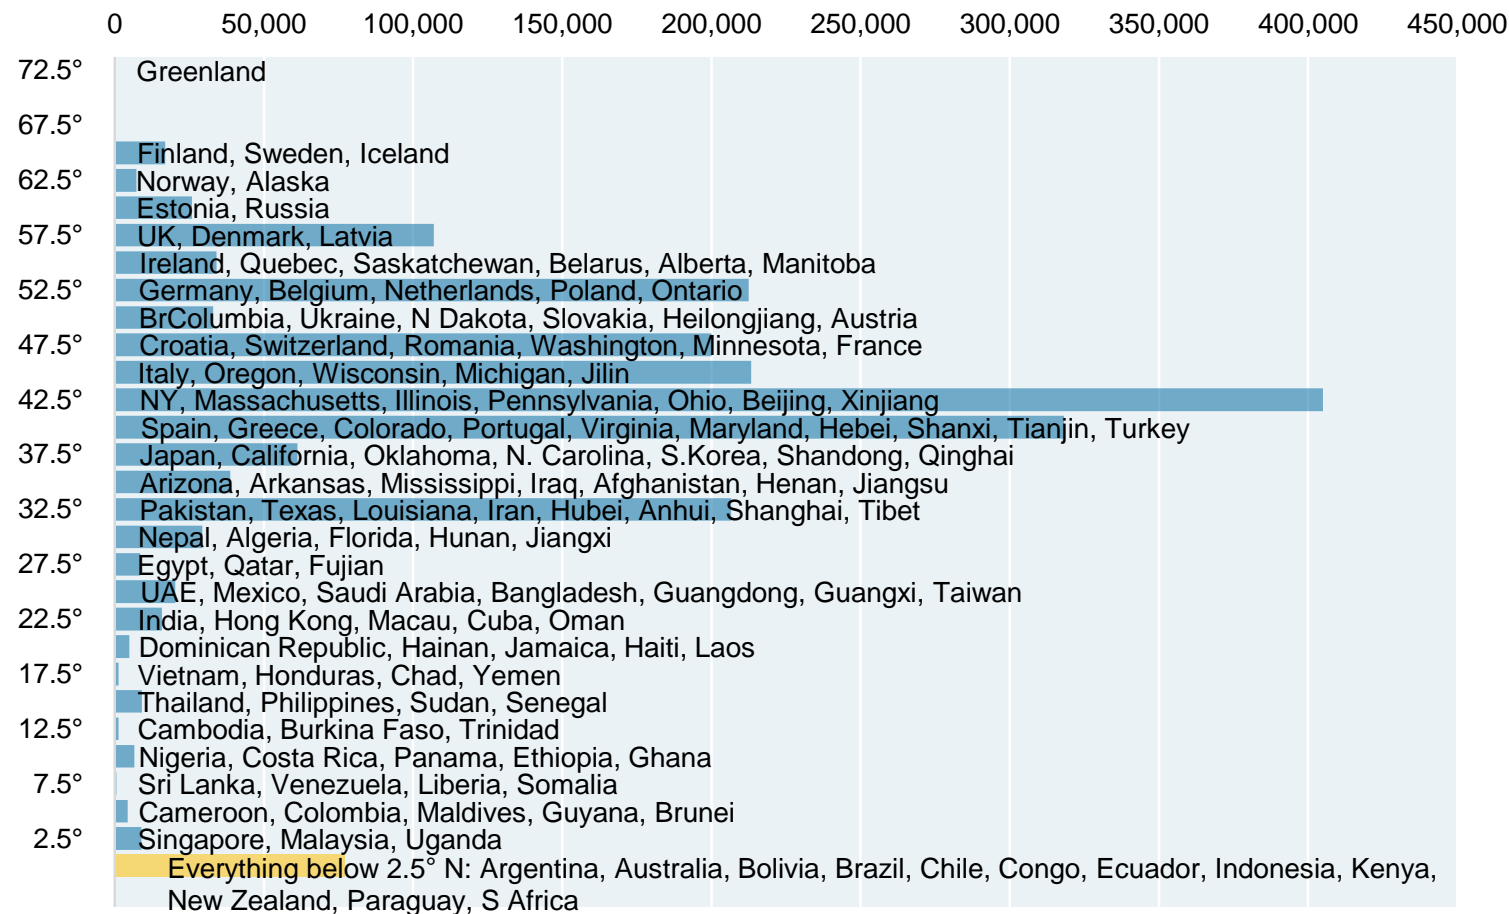 0 50,000 100,000 150,000 200,000 250,000 300,000 350,000 400,000 450,000
72.5° Greenland
67.5°
Finland, Sweden, Iceland
62.5° Norway, Alaska
Estonia, Russia
57.5° UK, Denmark, Latvia
Ireland, Quebec, Saskatchewan, Belarus, Alberta, Manitoba
52.5° Germany, Belgium, Netherlands, Poland, Ontario
BrColumbia, Ukraine, N Dakota, Slovakia, Heilongjiang, Austria
47.5° Croatia, Switzerland, Romania, Washington, Minnesota, France
Italy, Oregon, Wisconsin, Michigan, Jilin
42.5° NY, Massachusetts, Illinois, Pennsylvania, Ohio, Beijing, Xinjiang
Spain, Greece, Colorado, Portugal, Virginia, Maryland, Hebei, Shanxi, Tianjin, Turkey
37.5° Japan, California, Oklahoma, N. Carolina, S.Korea, Shandong, Qinghai
Arizona, Arkansas, Mississippi, Iraq, Afghanistan, Henan, Jiangsu
32.5° Pakistan, Texas, Louisiana, Iran, Hubei, Anhui, Shanghai, Tibet
Nepal, Algeria, Florida, Hunan, Jiangxi
27.5° Egypt, Qatar, Fujian
UAE, Mexico, Saudi Arabia, Bangladesh, Guangdong, Guangxi, Taiwan
22.5° India, Hong Kong, Macau, Cuba, Oman
Dominican Republic, Hainan, Jamaica, Haiti, Laos
17.5° Vietnam, Honduras, Chad, Yemen
Thailand, Philippines, Sudan, Senegal
12.5° Cambodia, Burkina Faso, Trinidad
Nigeria, Costa Rica, Panama, Ethiopia, Ghana
7.5° Sri Lanka, Venezuela, Liberia, Somalia
Cameroon, Colombia, Maldives, Guyana, Brunei
2.5° Singapore, Malaysia, Uganda
Everything below 2.5° N: Argentina, Australia, Bolivia, Brazil, Chile, Congo, Ecuador, Indonesia, Kenya,
New Zealand, Paraguay, S Africa